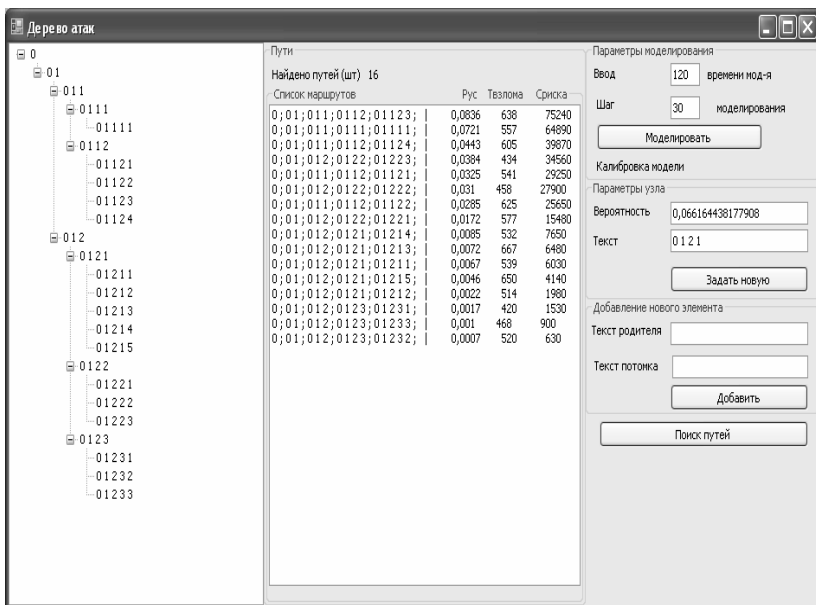 Дерево атак
0
01
011
0111
01111
0112
01121
01122
01123
01124
012
0121
01211
01212
01213
01214
01215
0122
01221
01222
01223
0123
01231
01232
01233
Пути
Найдено путей (шт) 16
Список маршрутов Рус Твзлома Сриска
0;01;011;0112;01123; | 0,0836 638 75240
0;01;011;0111;01111; | 0,0721 557 64890
0;01;011;0112;01124; | 0,0443 605 39870
0;01;012;0122;01223; | 0,0384 434 34560
0;01;011;0112;01121; | 0,0325 541 29250
0;01;012;0122;01222; | 0,031 458 27900
0;01;011;0112;01122; | 0,0285 625 25650
0;01;012;0122;01221; | 0,0172 577 15480
0;01;012;0121;01214; | 0,0085 532 7650
0;01;012;0121;01213; | 0,0072 667 6480
0;01;012;0121;01211; | 0,0067 539 6030
0;01;012;0121;01215; | 0,0046 650 4140
0;01;012;0121;01212; | 0,0022 514 1980
0;01;012;0123;01231; | 0,0017 420 1530
0;01;012;0123;01233; | 0,001 468 900
0;01;012;0123;01232; | 0,0007 520 630
Параметры моделирования
Ввод 120 времени мод-я
Шаг 30 моделирования
Моделировать
Калибровка модели
Параметры узла
Вероятность 0,066164438177908
Текст 0121
Задать новую
Добавление нового элемента
Текст родителя
Текст потомка
Добавить
Поиск путей